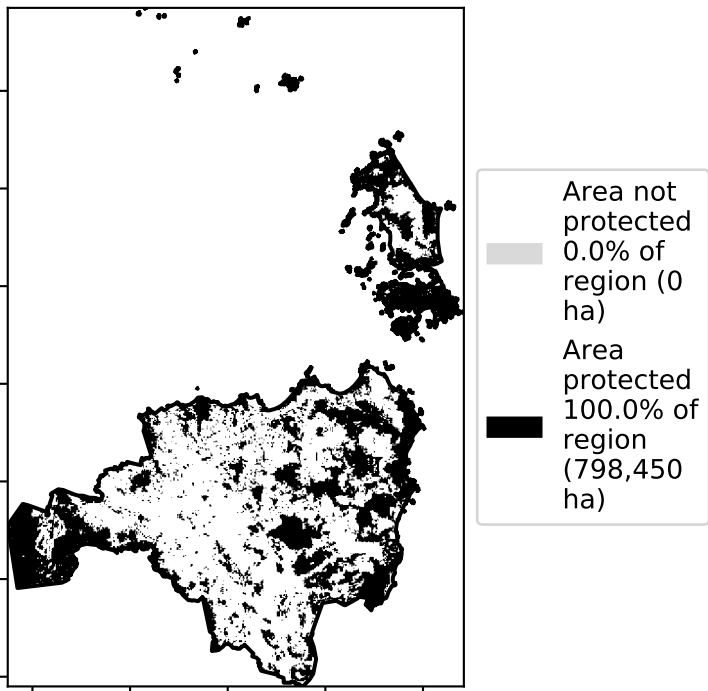 Area not
protected
0.0% of
region (0
ha)
Area
protected
100.0% of
region
(798,450
ha)